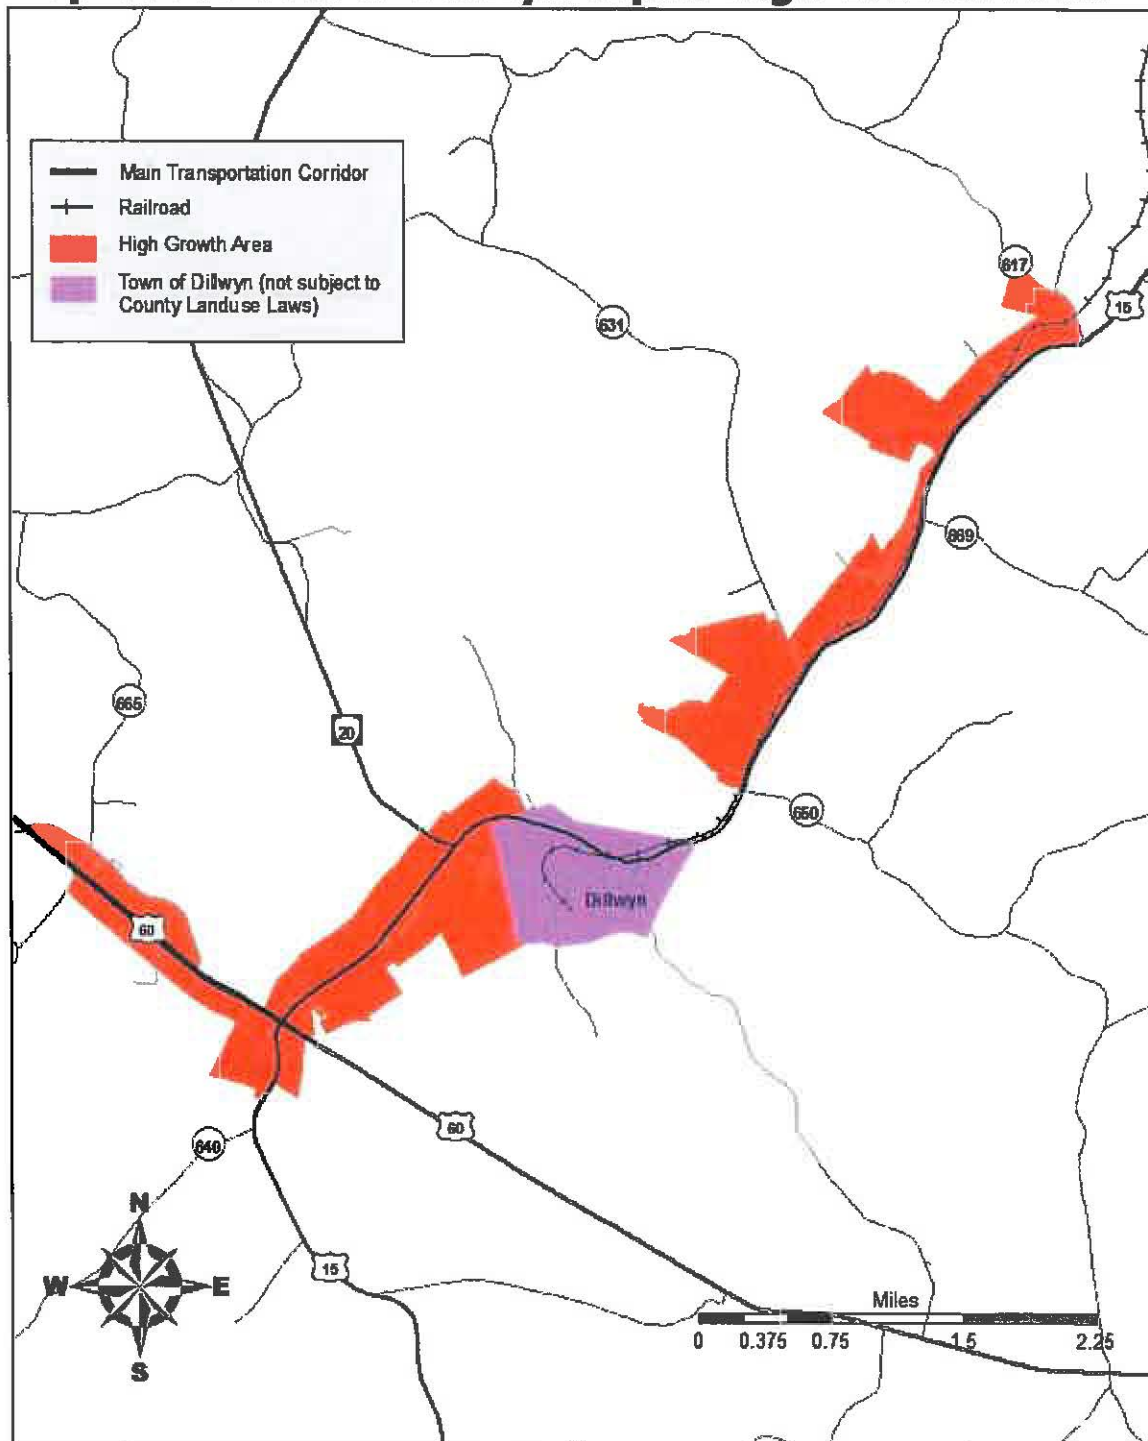 Main Transportation Corridor
Railroad
High Growth Area
Town of Dillwyn (not subject to
County Landuse Laws)
617
15
631
669
665
20
650
Dillwyn
60
60
640
N
W E
S
15
Miles
0 0.375 0.75 1.5 2.25